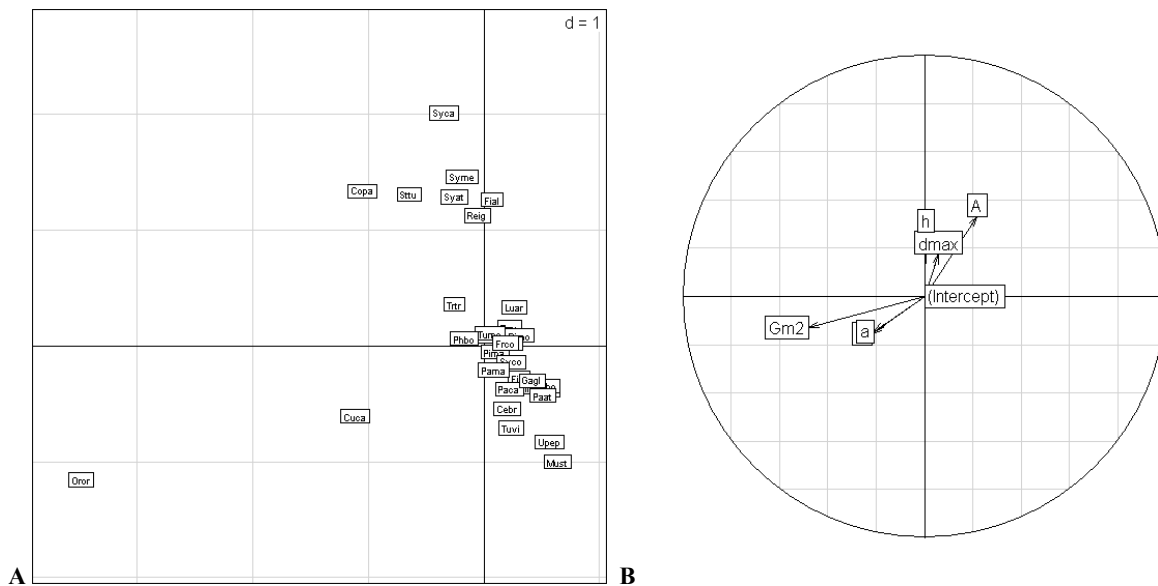 d = 1
Syca
Syme
Copa
Sttu
Syat
Fial
Reig
Trtr
Luar
Phbo
Frco
Pima
Pama
Gagl
Paca
Paat
Cebr
Cuca
Tuvi
Upep
Must
Oror
A
A
h
dmax
(Intercept)
Gm2
a
B